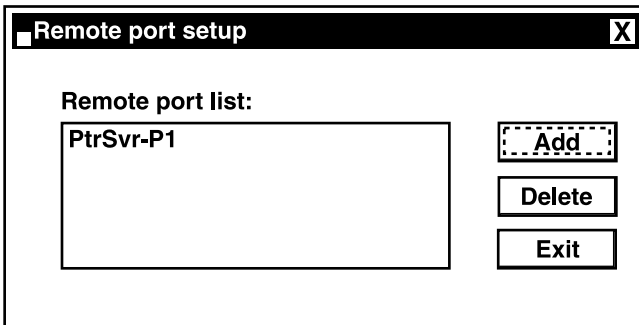 Remote port setup X
Remote port list:
PtrSvr-P1
Add
Delete
Exit